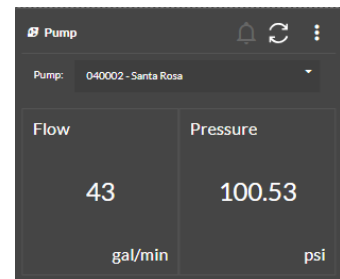 Pump
Pump: 040002 - Santa Rosa
Flow Pressure
43 100.53
gal/min psi